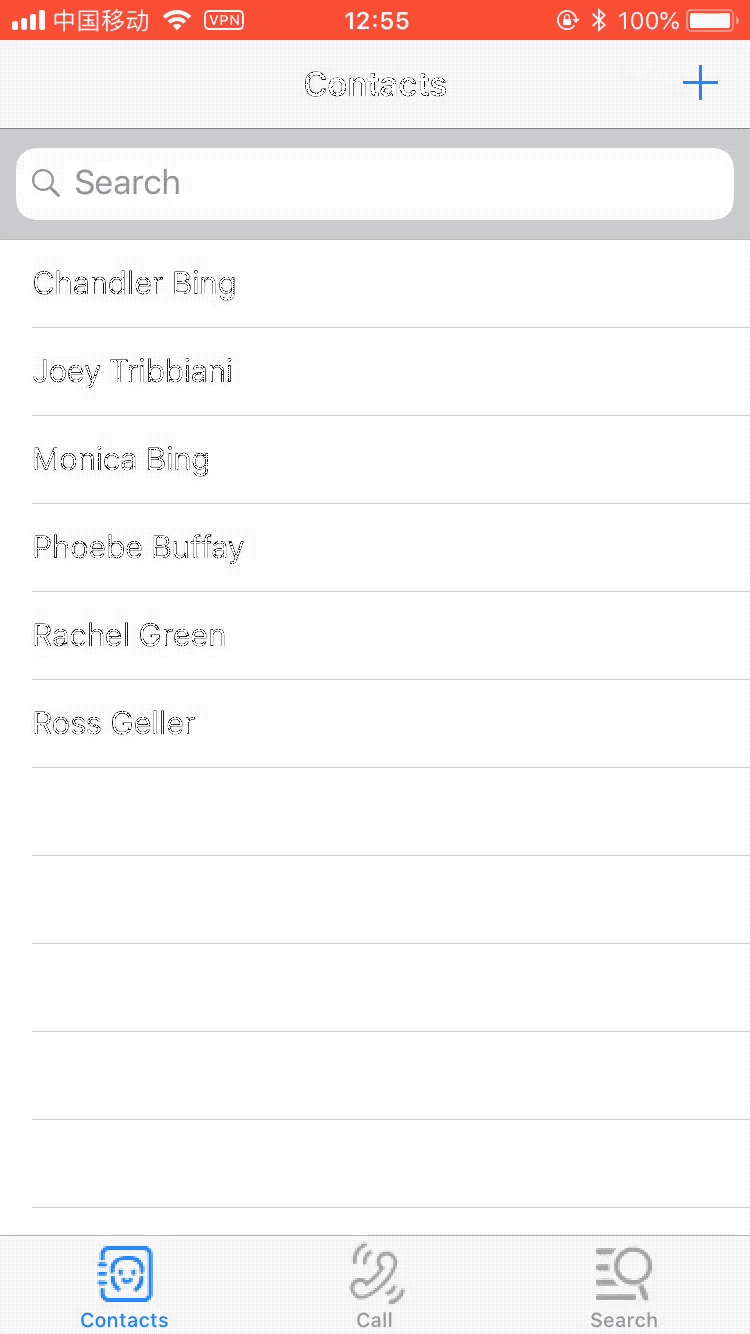 中国移动 VPN 12:55 100%
Contacts
Search
Chandler Bing
Joey Tribbiani
Monica Bing
Phoebe Buffay
Rachel Green
Ross Geller
Contacts Call Search